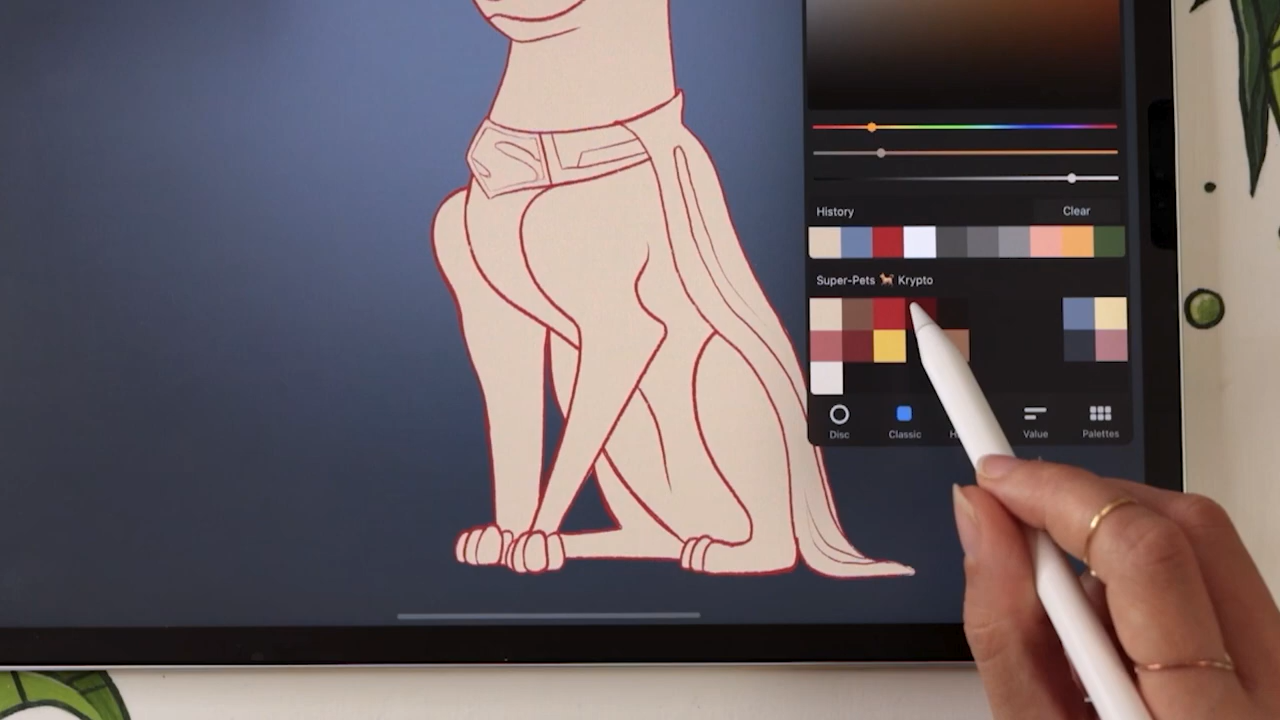 History Clear
Super-Pets 🐕 Krypto
Disc Classic Value Palettes